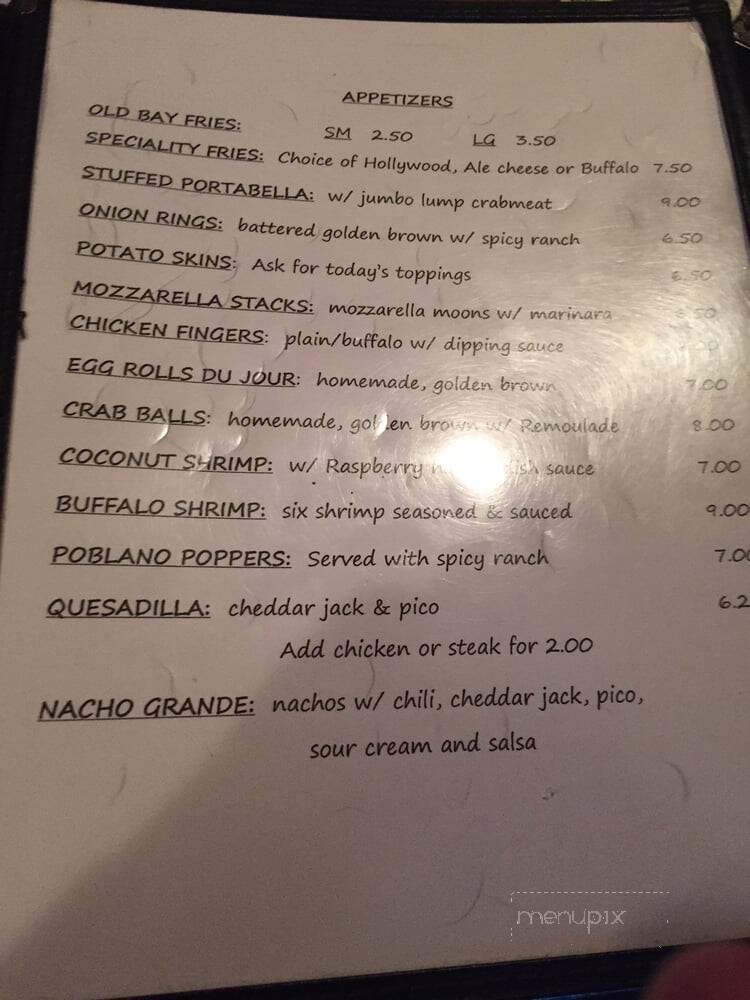 APPETIZERS
OLD BAY FRIES: SM 2.50 LG 3.50
SPECIALITY FRIES: Choice of Hollywood, Ale cheese or Buffalo 7.50
STUFFED PORTABELLA: w/ jumbo lump crabmeat 9.00
ONION RINGS: battered golden brown w/ spicy ranch 6.50
POTATO SKINS: Ask for today's toppings
MOZZARELLA STACKS: mozzarella moons w/ marinara
CHICKEN FINGERS: plain/buffalo w/ dipping sauce
EGG ROLLS DU JOUR: homemade, golden brown 7.00
CRAB BALLS: homemade, golden brown w/ Remoulade 8.00
COCONUT SHRIMP: w/ Raspberry sauce 7.00
BUFFALO SHRIMP: six shrimp seasoned & sauced 9.00
POBLANO POPPERS: Served with spicy ranch 7.00
QUESADILLA: cheddar jack & pico 6.2
Add chicken or steak for 2.00
NACHO GRANDE: nachos w/ chili, cheddar jack, pico,
sour cream and salsa
menupix